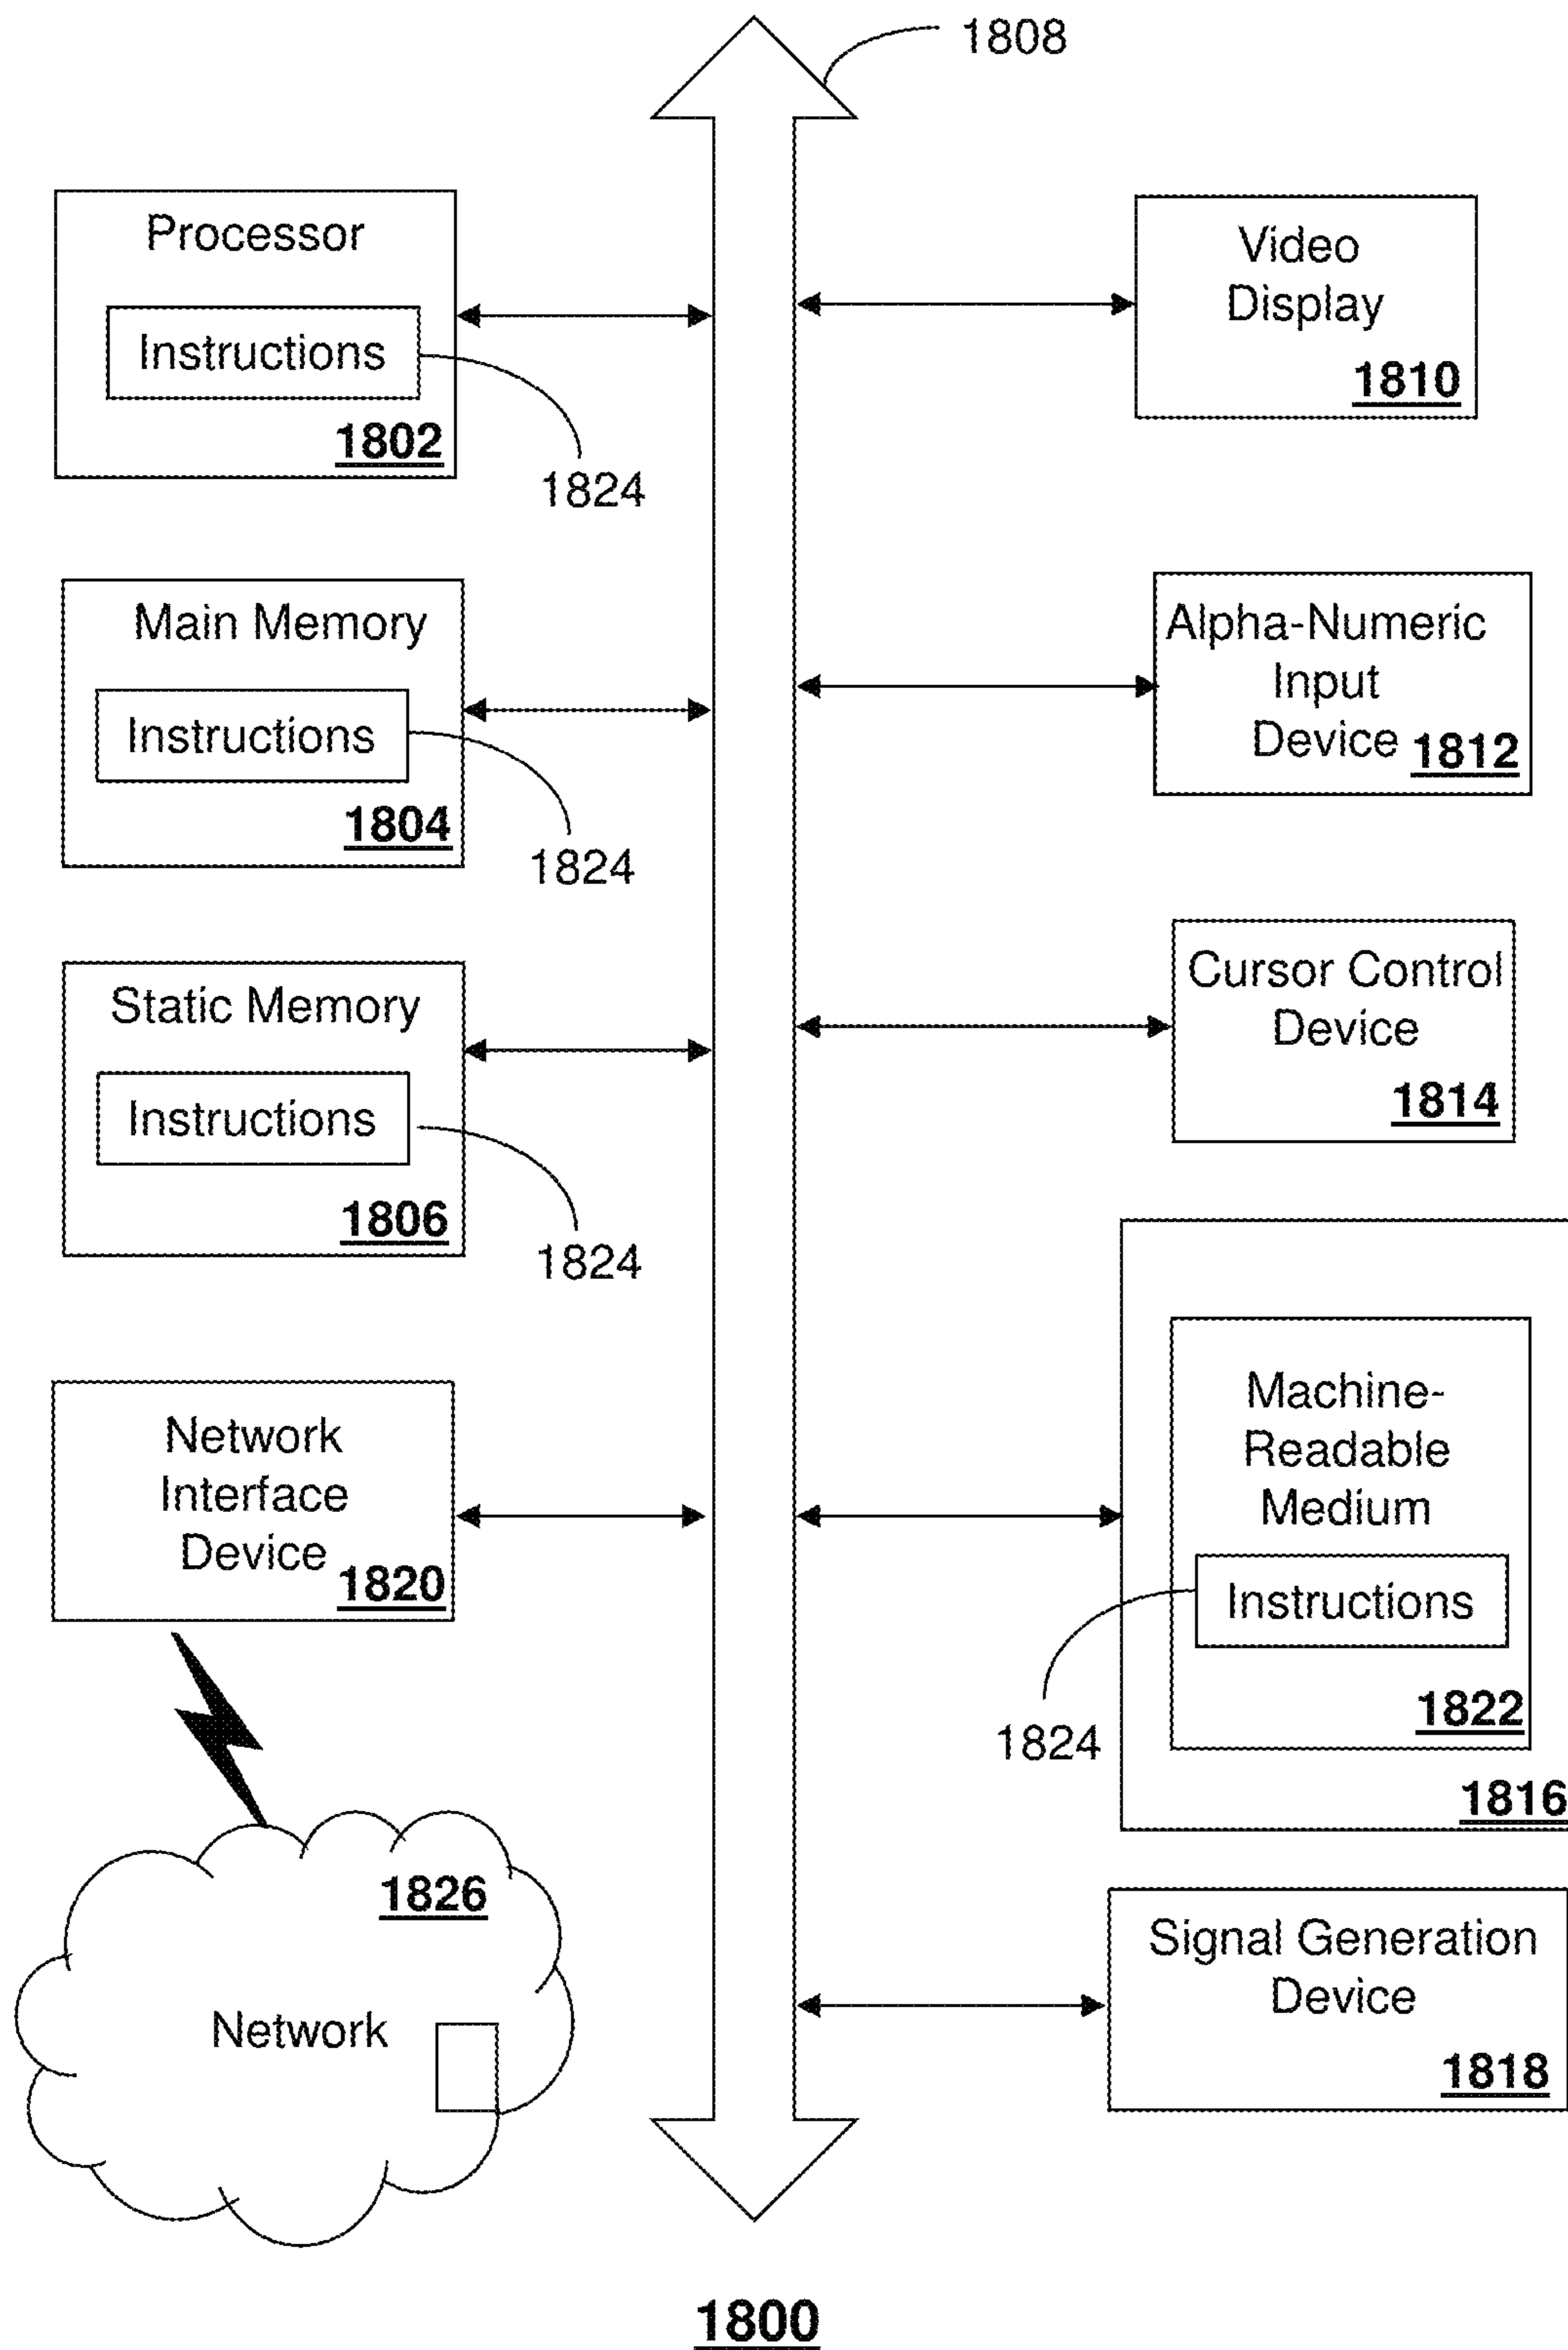 1808
Processor
Instructions
1802
1824
Video
Display
1810
Main Memory
Instructions
1804
1824
Alpha-Numeric
Input
Device 1812
Static Memory
Instructions
1806
1824
Cursor Control
Device
1814
Network
Interface
Device 1820
Machine-
Readable
Medium
Instructions
1822
1824
1816
1826
Network
Signal Generation
Device
1818
1800